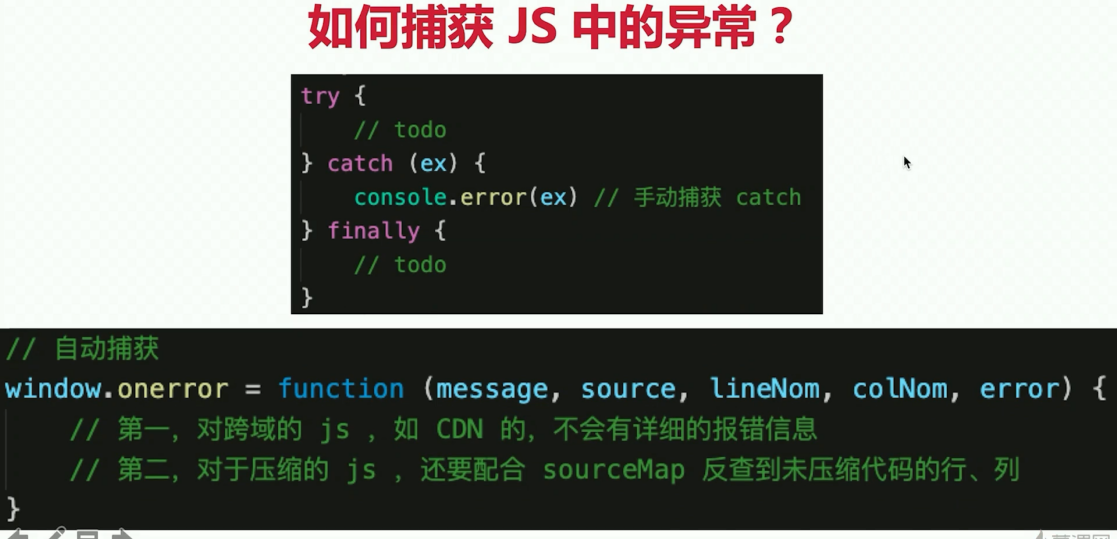 如何捕获 JS 中的异常？
try {
// todo
} catch (ex) {
console.error(ex) // 手动捕获 catch
} finally {
// todo
}
// 自动捕获
window.onerror = function (message, source, lineNom, colNom, error) {
// 第一，对跨域的 js ，如 CDN 的，不会有详细的报错信息
// 第二，对于压缩的 js ，还要配合 sourceMap 反查到未压缩代码的行、列
}